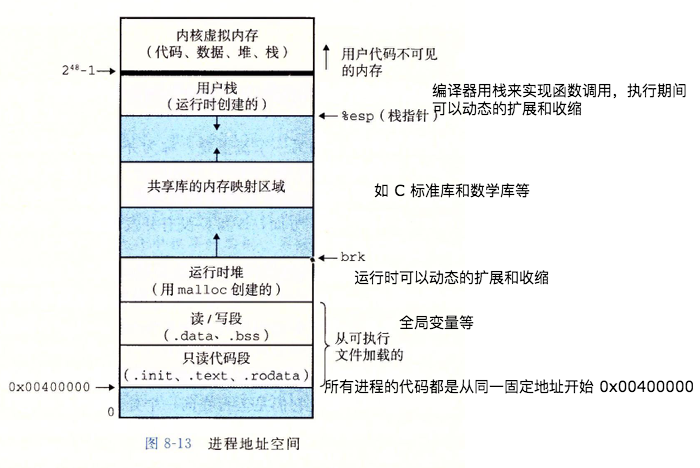 内核虚拟内存
(代码、数据、堆、栈)
用户代码不可见
的内存
2⁴⁸-1
用户栈
(运行时创建的)
编译器用栈来实现函数调用，执行期间
可以动态的扩展和收缩
%esp (栈指针)
共享库的内存映射区域
如 C 标准库和数学库等
brk
运行时堆
(用 malloc 创建的)
运行时可以动态的扩展和收缩
读/写段
(.data、.bss)
全局变量等
从可执行
文件加载的
只读代码段
(.init、.text、.rodata)
0x00400000
所有进程的代码都是从同一固定地址开始 0x00400000
0
图 8-13 进程地址空间